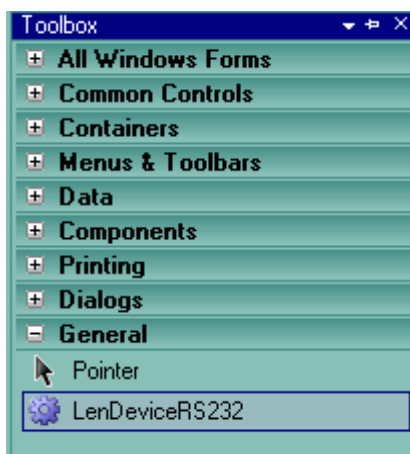 Toolbox
All Windows Forms
Common Controls
Containers
Menus & Toolbars
Data
Components
Printing
Dialogs
General
Pointer
LenDeviceRS232